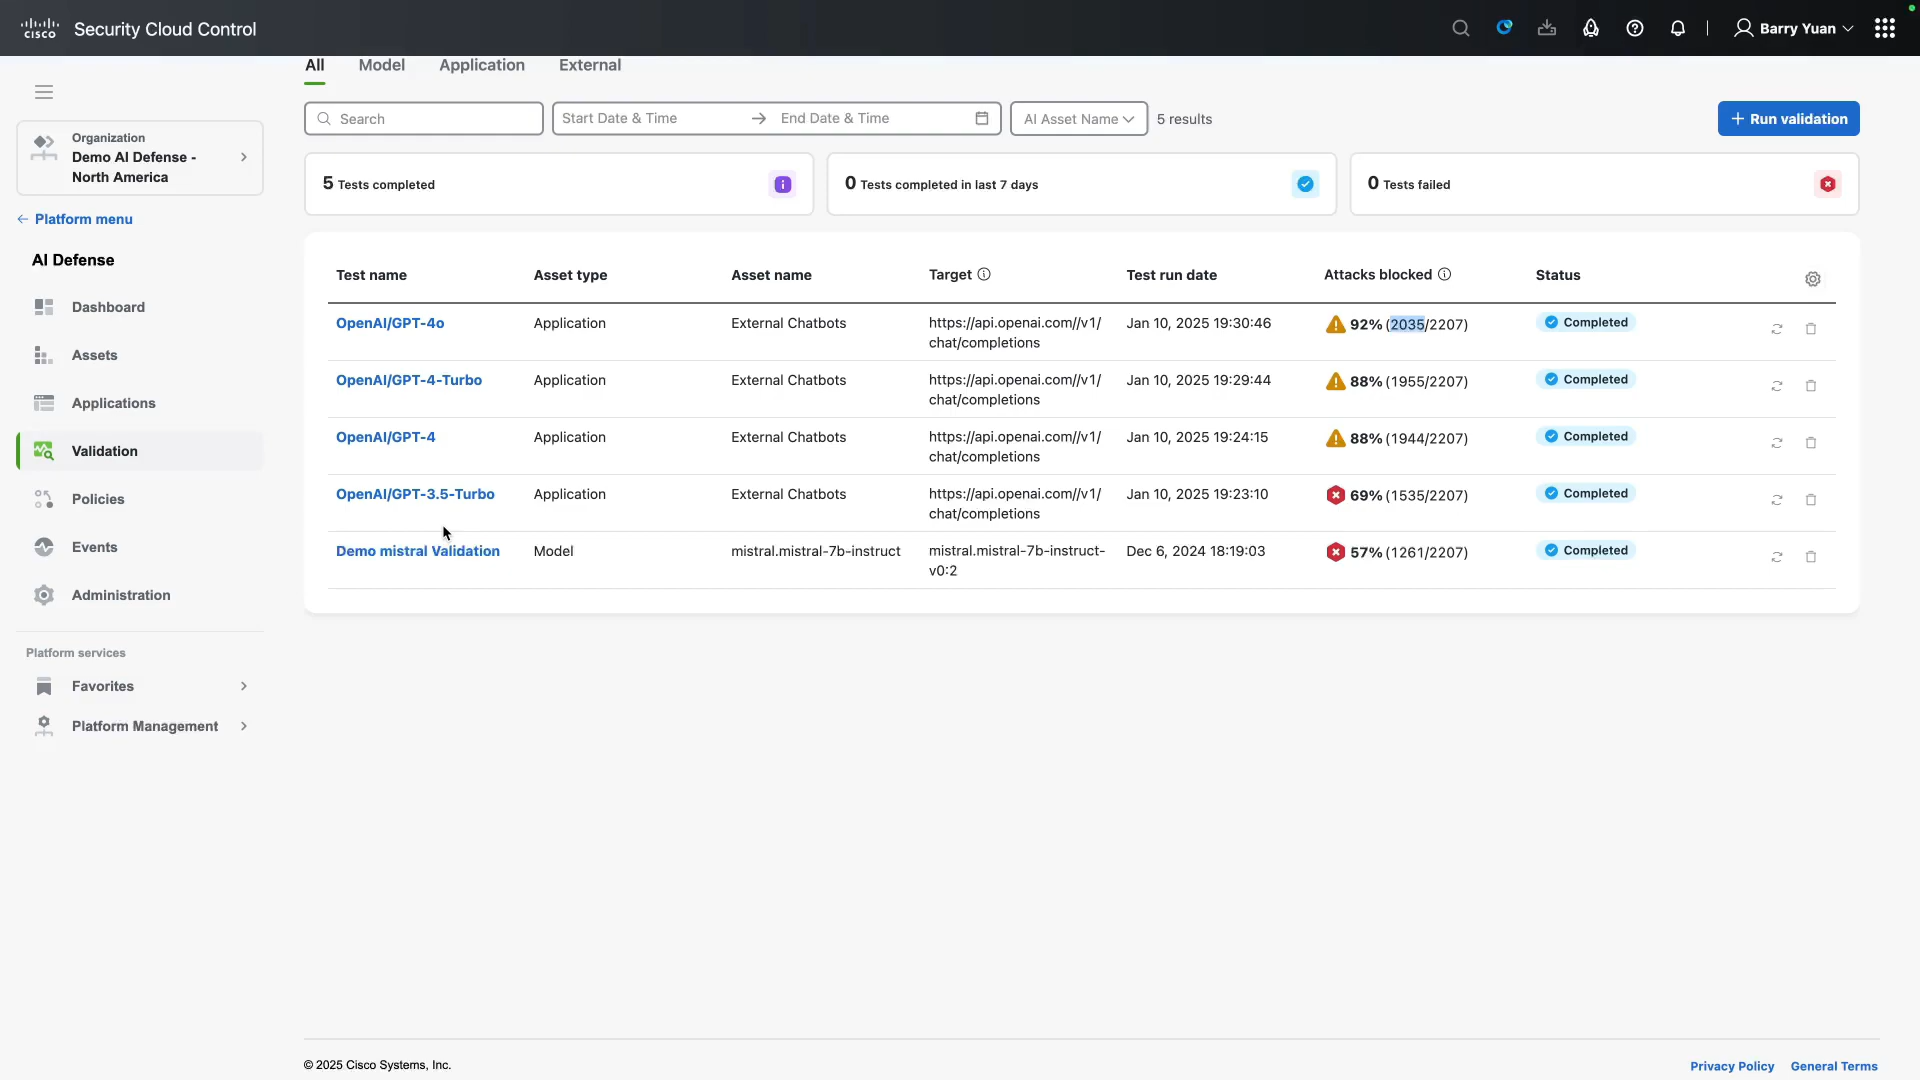 CISCO
Security Cloud Control
Barry Yuan
All Model Application External
Search
Start Date & Time → End Date & Time
AI Asset Name
5 results
+ Run validation
Organization
Demo AI Defense -
North America
← Platform menu
AI Defense
Dashboard
Assets
Applications
Validation
Policies
Events
Administration
Platform services
Favorites
Platform Management
5 Tests completed
0 Tests completed in last 7 days
0 Tests failed
Test name Asset type Asset name Target Test run date Attacks blocked Status
OpenAI/GPT-4o Application External Chatbots https://api.openai.com//v1/ Jan 10, 2025 19:30:46 92% (2035/2207) Completed
chat/completions
OpenAI/GPT-4-Turbo Application External Chatbots https://api.openai.com//v1/ Jan 10, 2025 19:29:44 88% (1955/2207) Completed
chat/completions
OpenAI/GPT-4 Application External Chatbots https://api.openai.com//v1/ Jan 10, 2025 19:24:15 88% (1944/2207) Completed
chat/completions
OpenAI/GPT-3.5-Turbo Application External Chatbots https://api.openai.com//v1/ Jan 10, 2025 19:23:10 69% (1535/2207) Completed
chat/completions
Demo mistral Validation Model mistral.mistral-7b-instruct mistral.mistral-7b-instruct- Dec 6, 2024 18:19:03 57% (1261/2207) Completed
v0:2
© 2025 Cisco Systems, Inc.
Privacy Policy General Terms